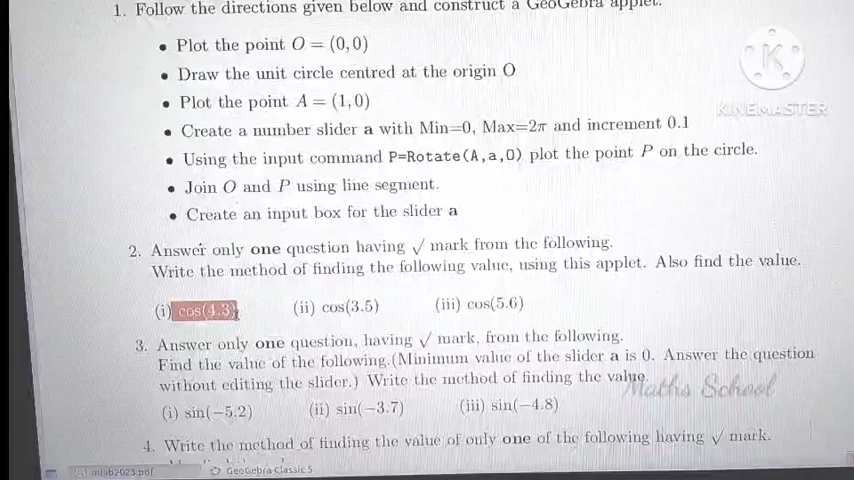 1. Follow the directions given below and construct a GeoGebra applet.
• Plot the point O = (0,0)
• Draw the unit circle centred at the origin O
• Plot the point A = (1,0)
• Create a number slider a with Min=0, Max=2π and increment 0.1
• Using the input command P=Rotate(A,a,O) plot the point P on the circle.
• Join O and P using line segment.
• Create an input box for the slider a
2. Answer only one question having √ mark from the following.
Write the method of finding the following value, using this applet. Also find the value.
(i) cos(4.3) (ii) cos(3.5) (iii) cos(5.6)
3. Answer only one question, having √ mark, from the following.
Find the value of the following.(Minimum value of the slider a is 0. Answer the question
without editing the slider.) Write the method of finding the value.
(i) sin(−5.2) (ii) sin(−3.7) (iii) sin(−4.8)
4. Write the method of finding the value of only one of the following having √ mark.
K
KINEMASTER
Maths School
mlab2023.pdf
GeoGebra Classic 5